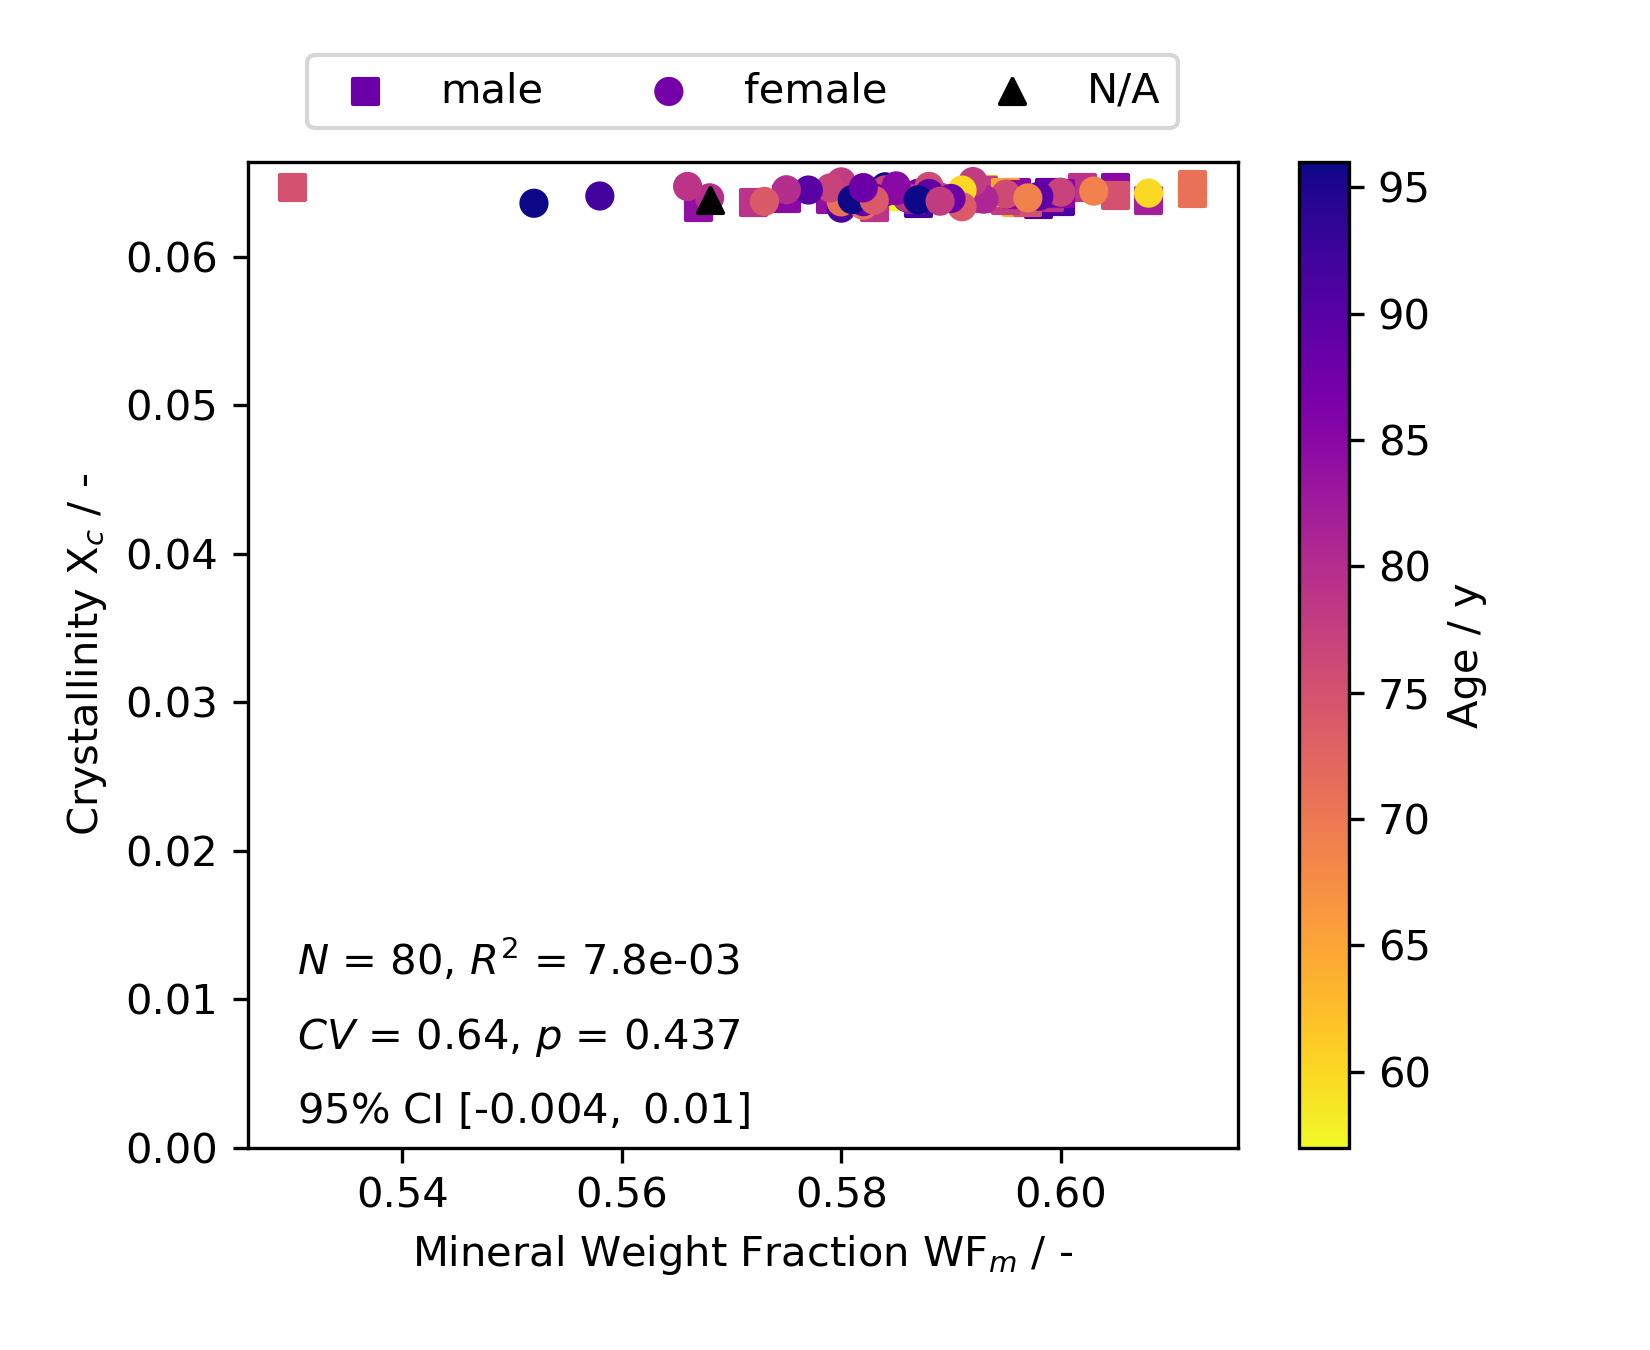 male female N/A
0.06
0.05
0.04
0.03
0.02
0.01
0.00
Crystallinity X_c / -
N = 80, R² = 7.8e-03
CV = 0.64, p = 0.437
95% CI [-0.004, 0.01]
0.54 0.56 0.58 0.60
Mineral Weight Fraction WF_m / -
95
90
85
80
75
70
65
60
Age / y